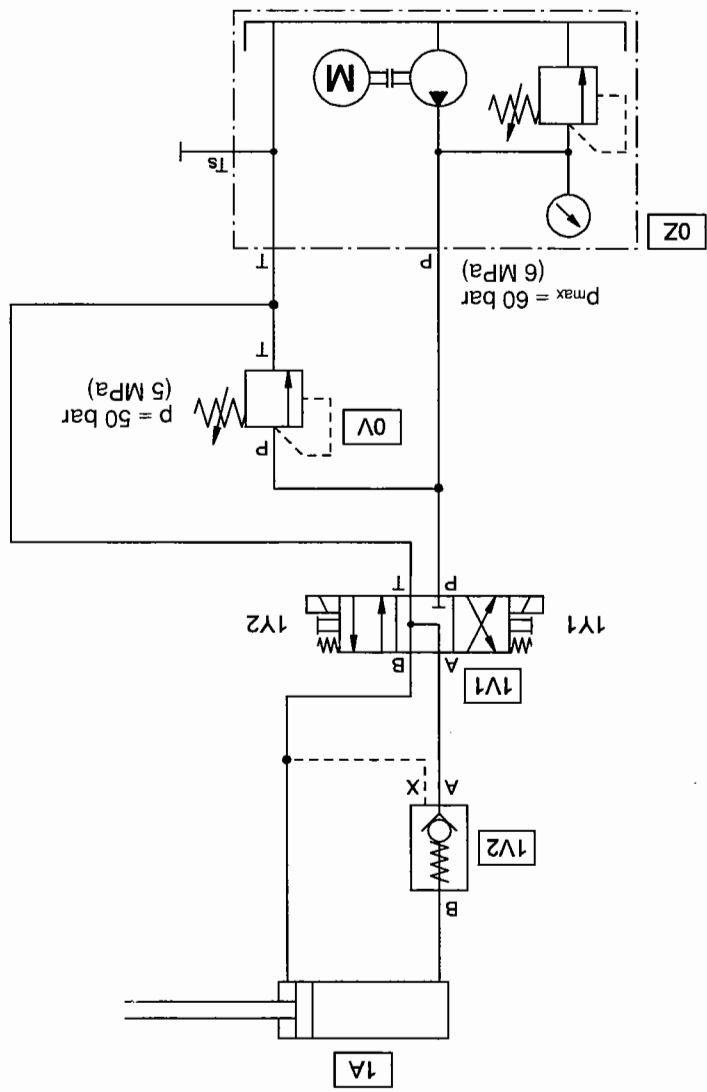 1A
B
1V2
A X
1V1
A B
1Y1 1Y2
P T
P
0V
p = 50 bar
(5 MPa)
T
pmax = 60 bar
(6 MPa)
P T
0Z
Ts
M